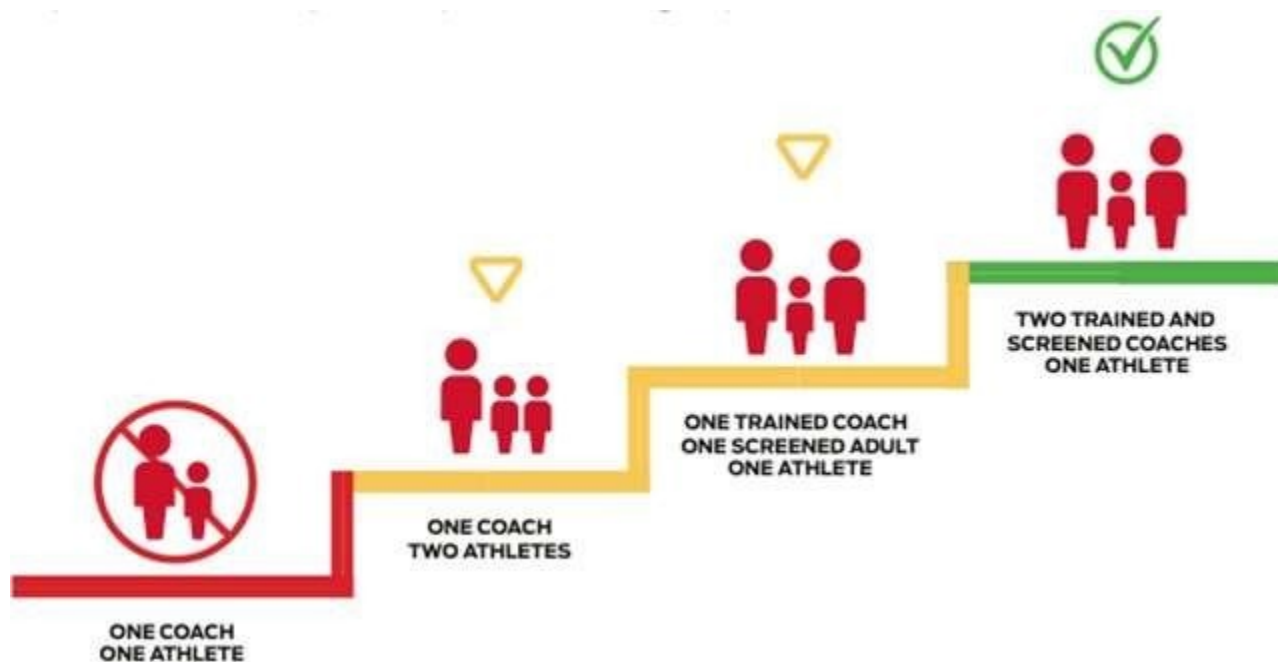 ONE COACH
ONE ATHLETE
ONE COACH
TWO ATHLETES
ONE TRAINED COACH
ONE SCREENED ADULT
ONE ATHLETE
TWO TRAINED AND
SCREENED COACHES
ONE ATHLETE